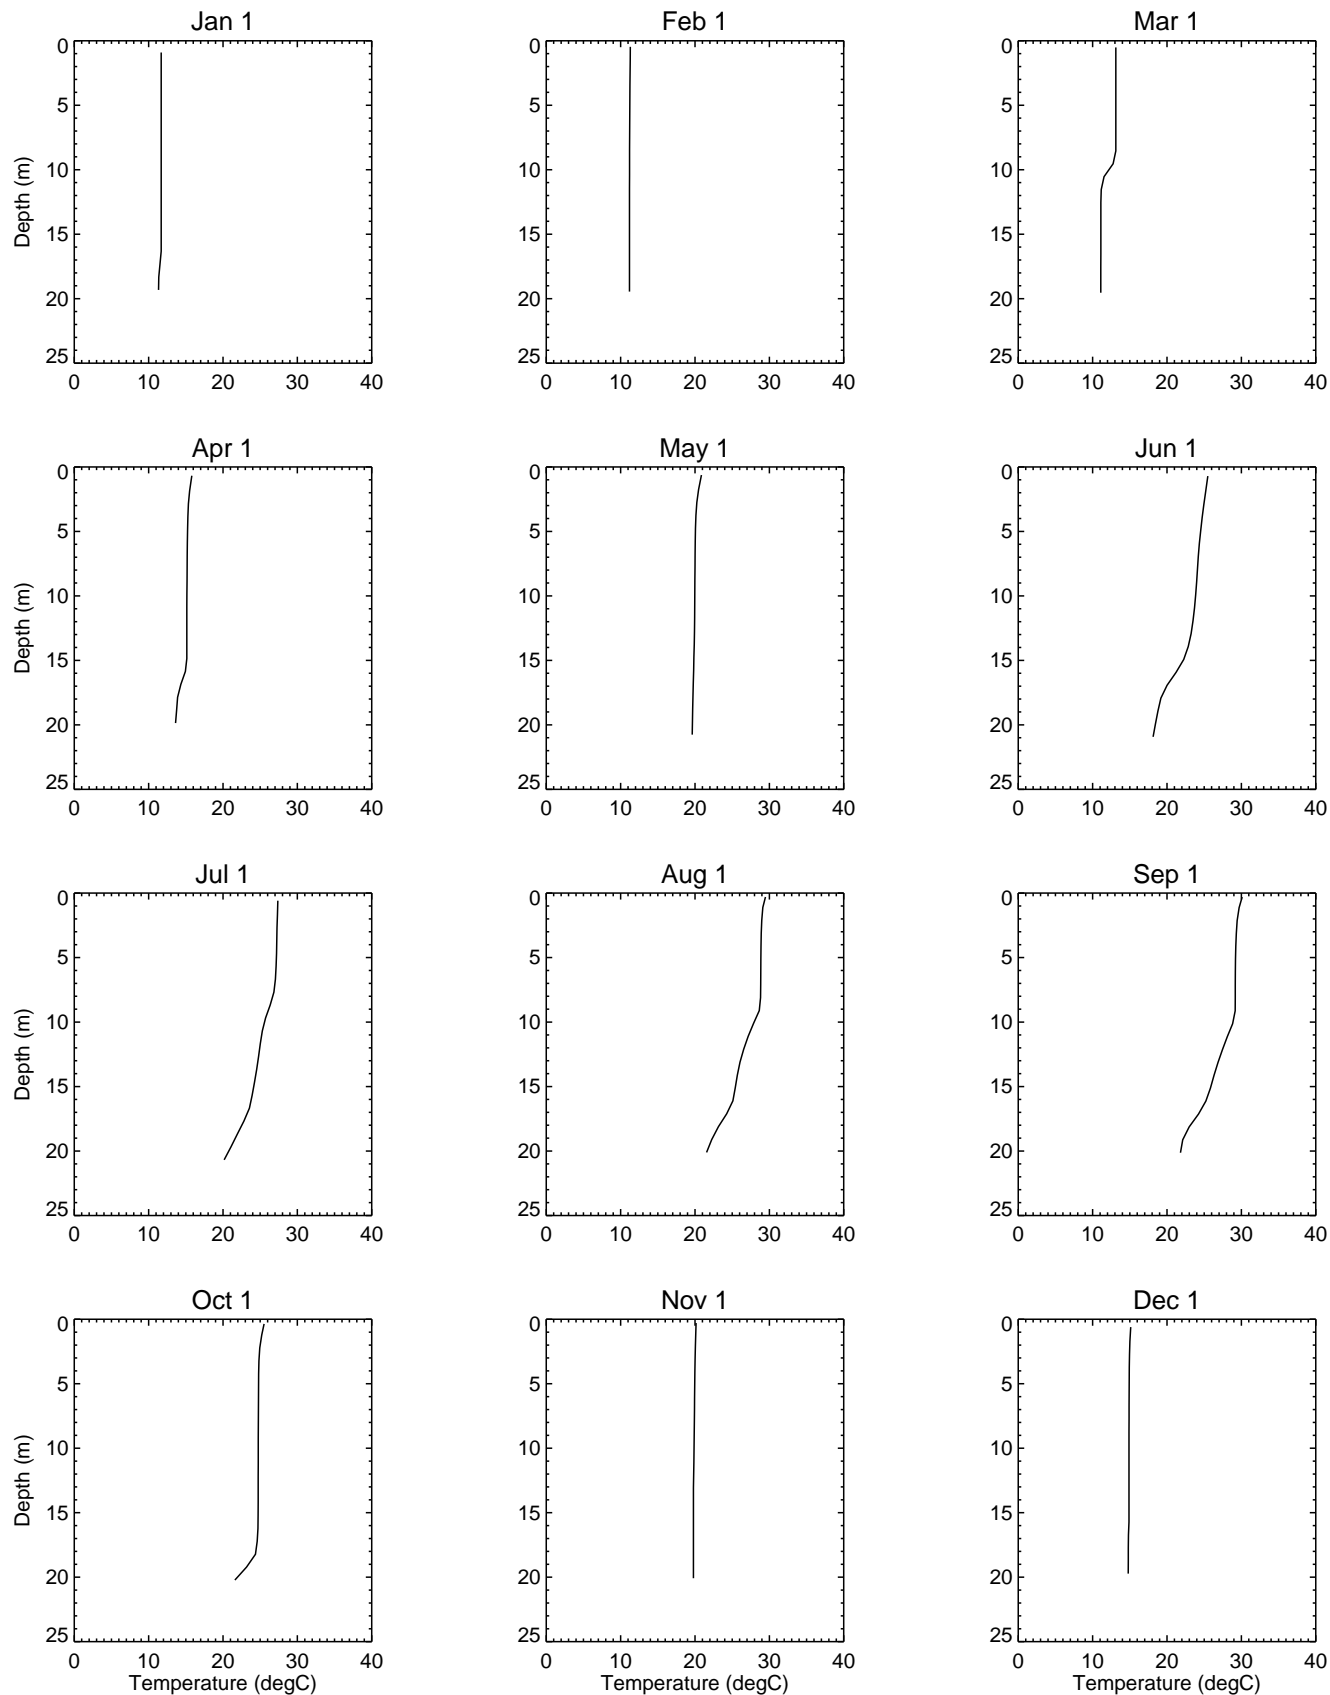 Jan 1 Feb 1 Mar 1
0 0 0
5 5 5
10 10 10
15 15 15
20 20 20
25 25 25
Depth (m)
0 10 20 30 40 0 10 20 30 40 0 10 20 30 40
Apr 1 May 1 Jun 1
0 0 0
5 5 5
10 10 10
15 15 15
20 20 20
25 25 25
Depth (m)
0 10 20 30 40 0 10 20 30 40 0 10 20 30 40
Jul 1 Aug 1 Sep 1
0 0 0
5 5 5
10 10 10
15 15 15
20 20 20
25 25 25
Depth (m)
0 10 20 30 40 0 10 20 30 40 0 10 20 30 40
Oct 1 Nov 1 Dec 1
0 0 0
5 5 5
10 10 10
15 15 15
20 20 20
25 25 25
Depth (m)
0 10 20 30 40 0 10 20 30 40 0 10 20 30 40
Temperature (degC) Temperature (degC) Temperature (degC)